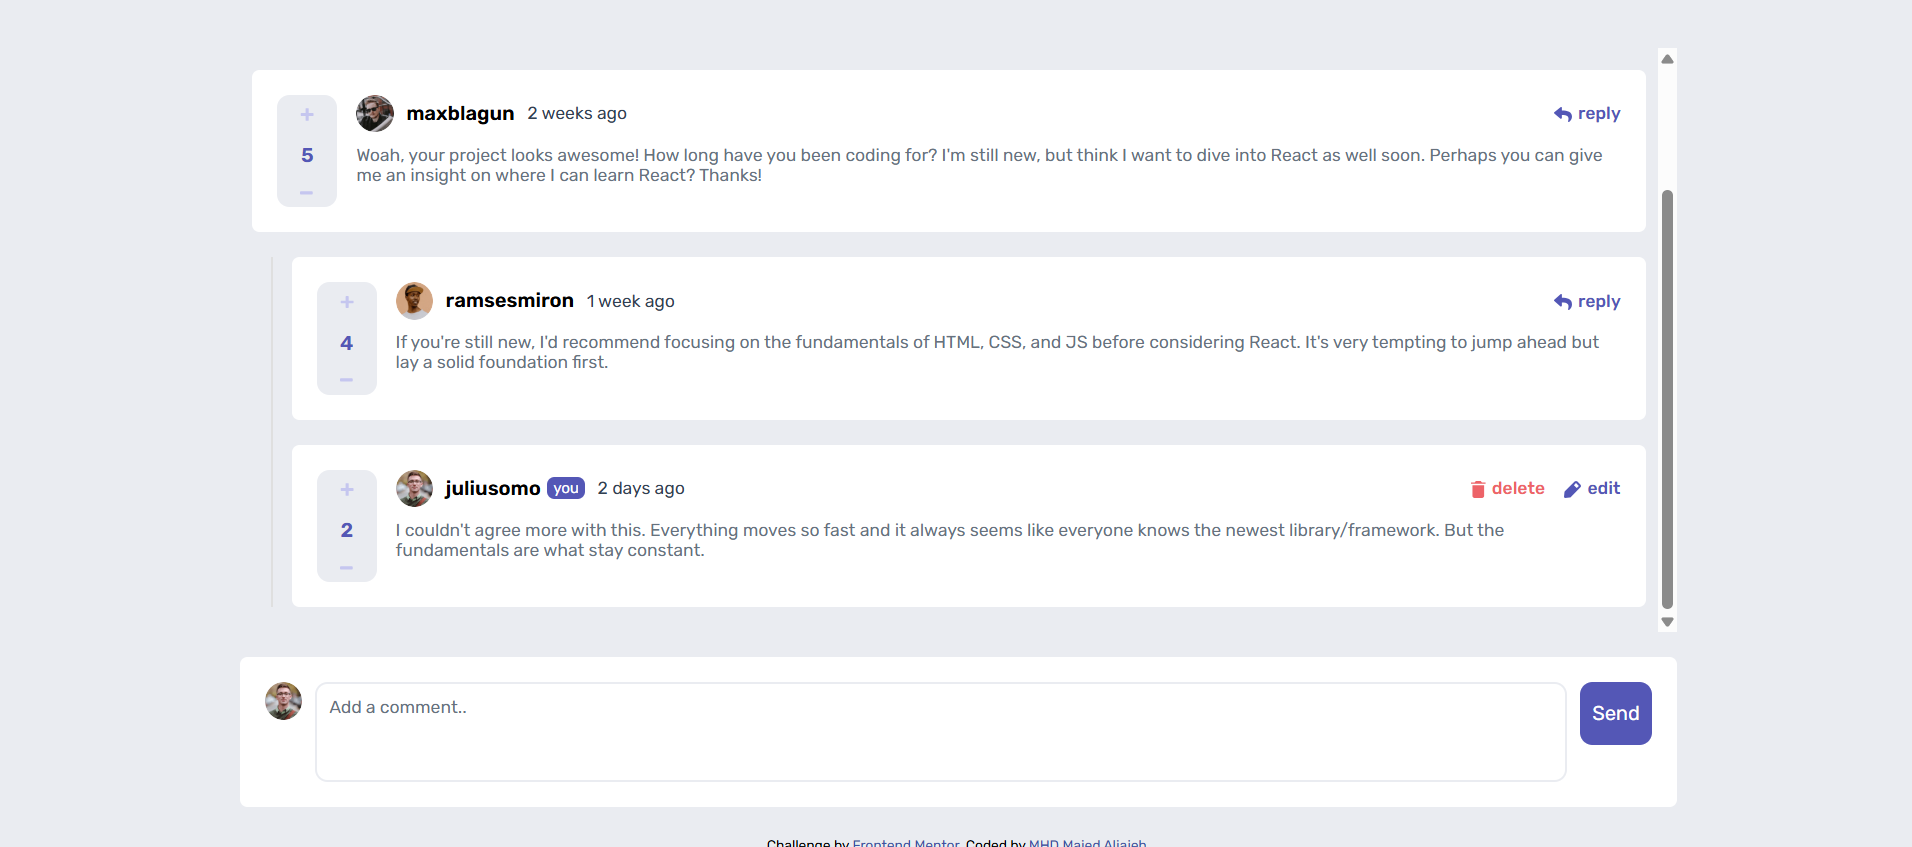 +
5
−
maxblagun 2 weeks ago reply
Woah, your project looks awesome! How long have you been coding for? I'm still new, but think I want to dive into React as well soon. Perhaps you can give
me an insight on where I can learn React? Thanks!
+
4
−
ramsesmiron 1 week ago reply
If you're still new, I'd recommend focusing on the fundamentals of HTML, CSS, and JS before considering React. It's very tempting to jump ahead but
lay a solid foundation first.
+
2
−
juliusomo you 2 days ago delete edit
I couldn't agree more with this. Everything moves so fast and it always seems like everyone knows the newest library/framework. But the
fundamentals are what stay constant.
Add a comment..
Send
Challenge by Frontend Mentor. Coded by MHD Majed Aljajeh